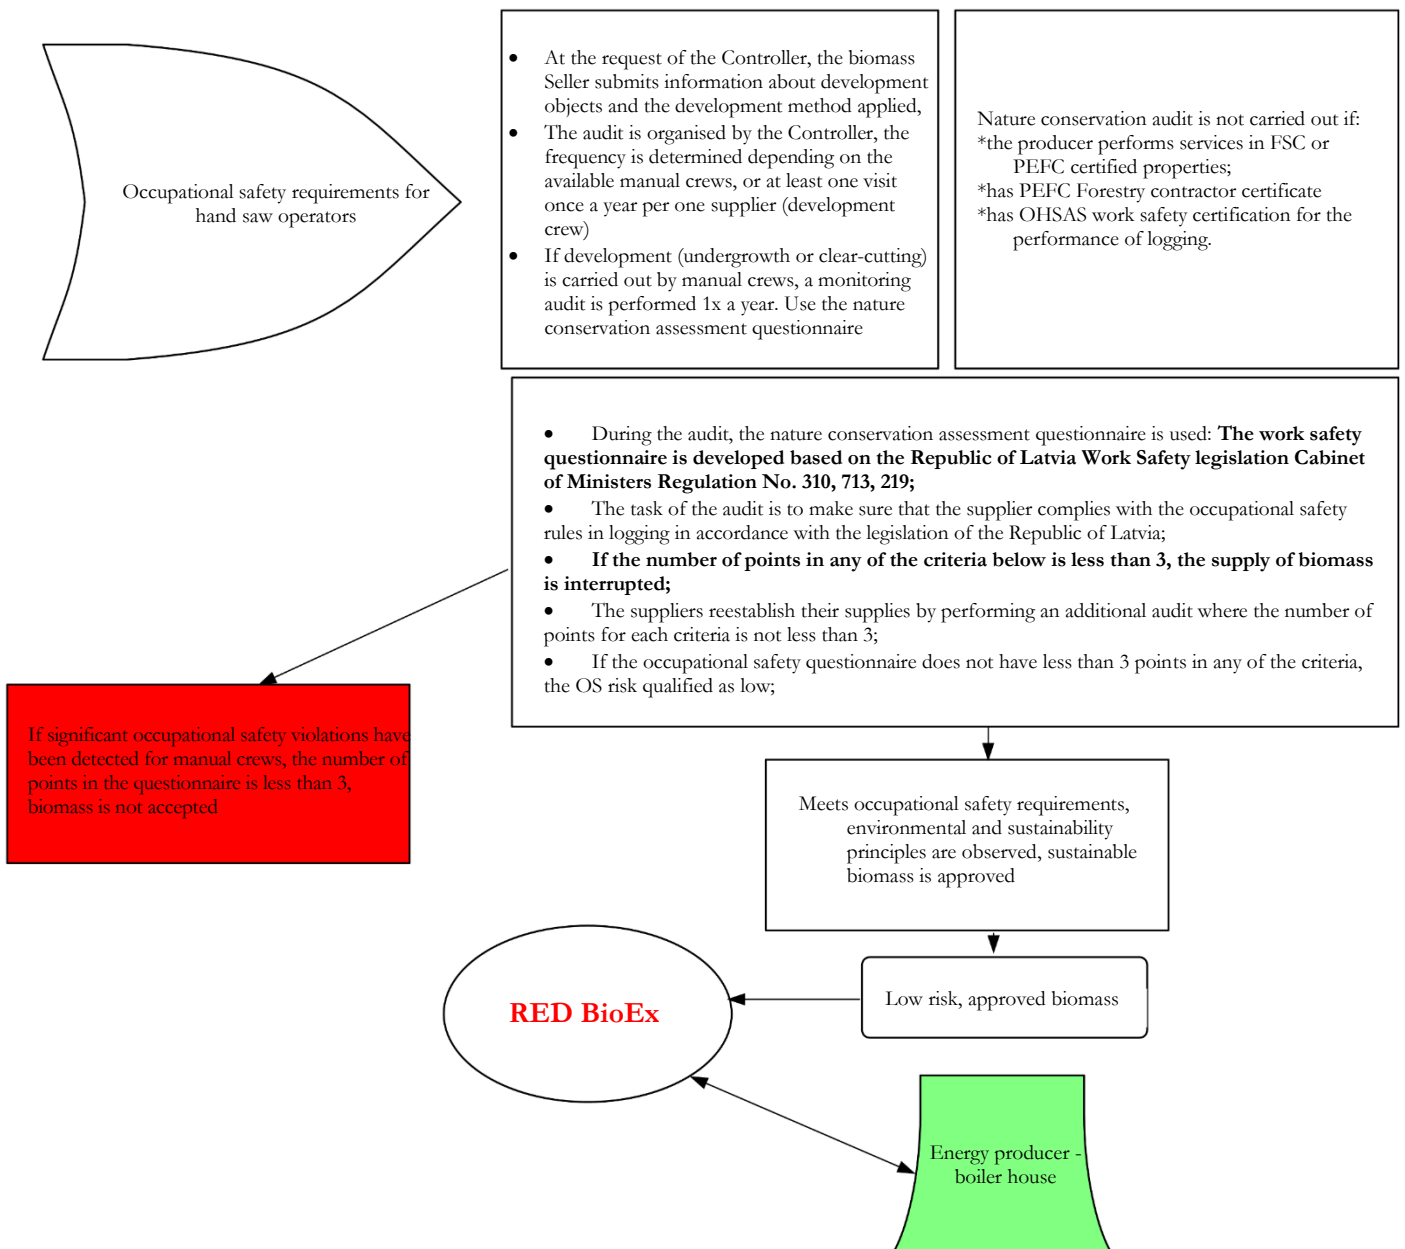 Occupational safety requirements for
hand saw operators
• At the request of the Controller, the biomass
Seller submits information about development
objects and the development method applied,
• The audit is organised by the Controller, the
frequency is determined depending on the
available manual crews, or at least one visit
once a year per one supplier (development
crew)
• If development (undergrowth or clear-cutting)
is carried out by manual crews, a monitoring
audit is performed 1x a year. Use the nature
conservation assessment questionnaire
Nature conservation audit is not carried out if:
*the producer performs services in FSC or
PEFC certified properties;
*has PEFC Forestry contractor certificate
*has OHSAS work safety certification for the
performance of logging.
• During the audit, the nature conservation assessment questionnaire is used: The work safety
questionnaire is developed based on the Republic of Latvia Work Safety legislation Cabinet
of Ministers Regulation No. 310, 713, 219;
• The task of the audit is to make sure that the supplier complies with the occupational safety
rules in logging in accordance with the legislation of the Republic of Latvia;
• If the number of points in any of the criteria below is less than 3, the supply of biomass
is interrupted;
• The suppliers reestablish their supplies by performing an additional audit where the number of
points for each criteria is not less than 3;
• If the occupational safety questionnaire does not have less than 3 points in any of the criteria,
the OS risk qualified as low;
If significant occupational safety violations have
been detected for manual crews, the number of
points in the questionnaire is less than 3,
biomass is not accepted
Meets occupational safety requirements,
environmental and sustainability
principles are observed, sustainable
biomass is approved
Low risk, approved biomass
RED BioEx
Energy producer -
boiler house